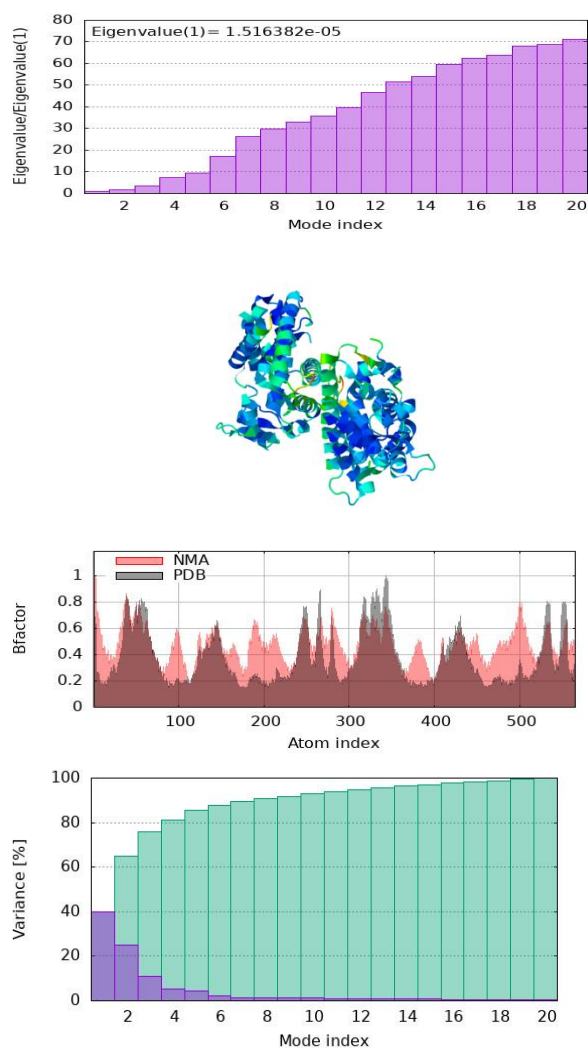 Eigenvalue(1)= 1.516382e-05
Eigenvalue/Eigenvalue(1)
80
70
60
50
40
30
20
10
0
2 4 6 8 10 12 14 16 18 20
Mode index
NMA
PDB
Bfactor
1
0.8
0.6
0.4
0.2
0
100 200 300 400 500
Atom index
Variance [%]
100
80
60
40
20
0
2 4 6 8 10 12 14 16 18 20
Mode index